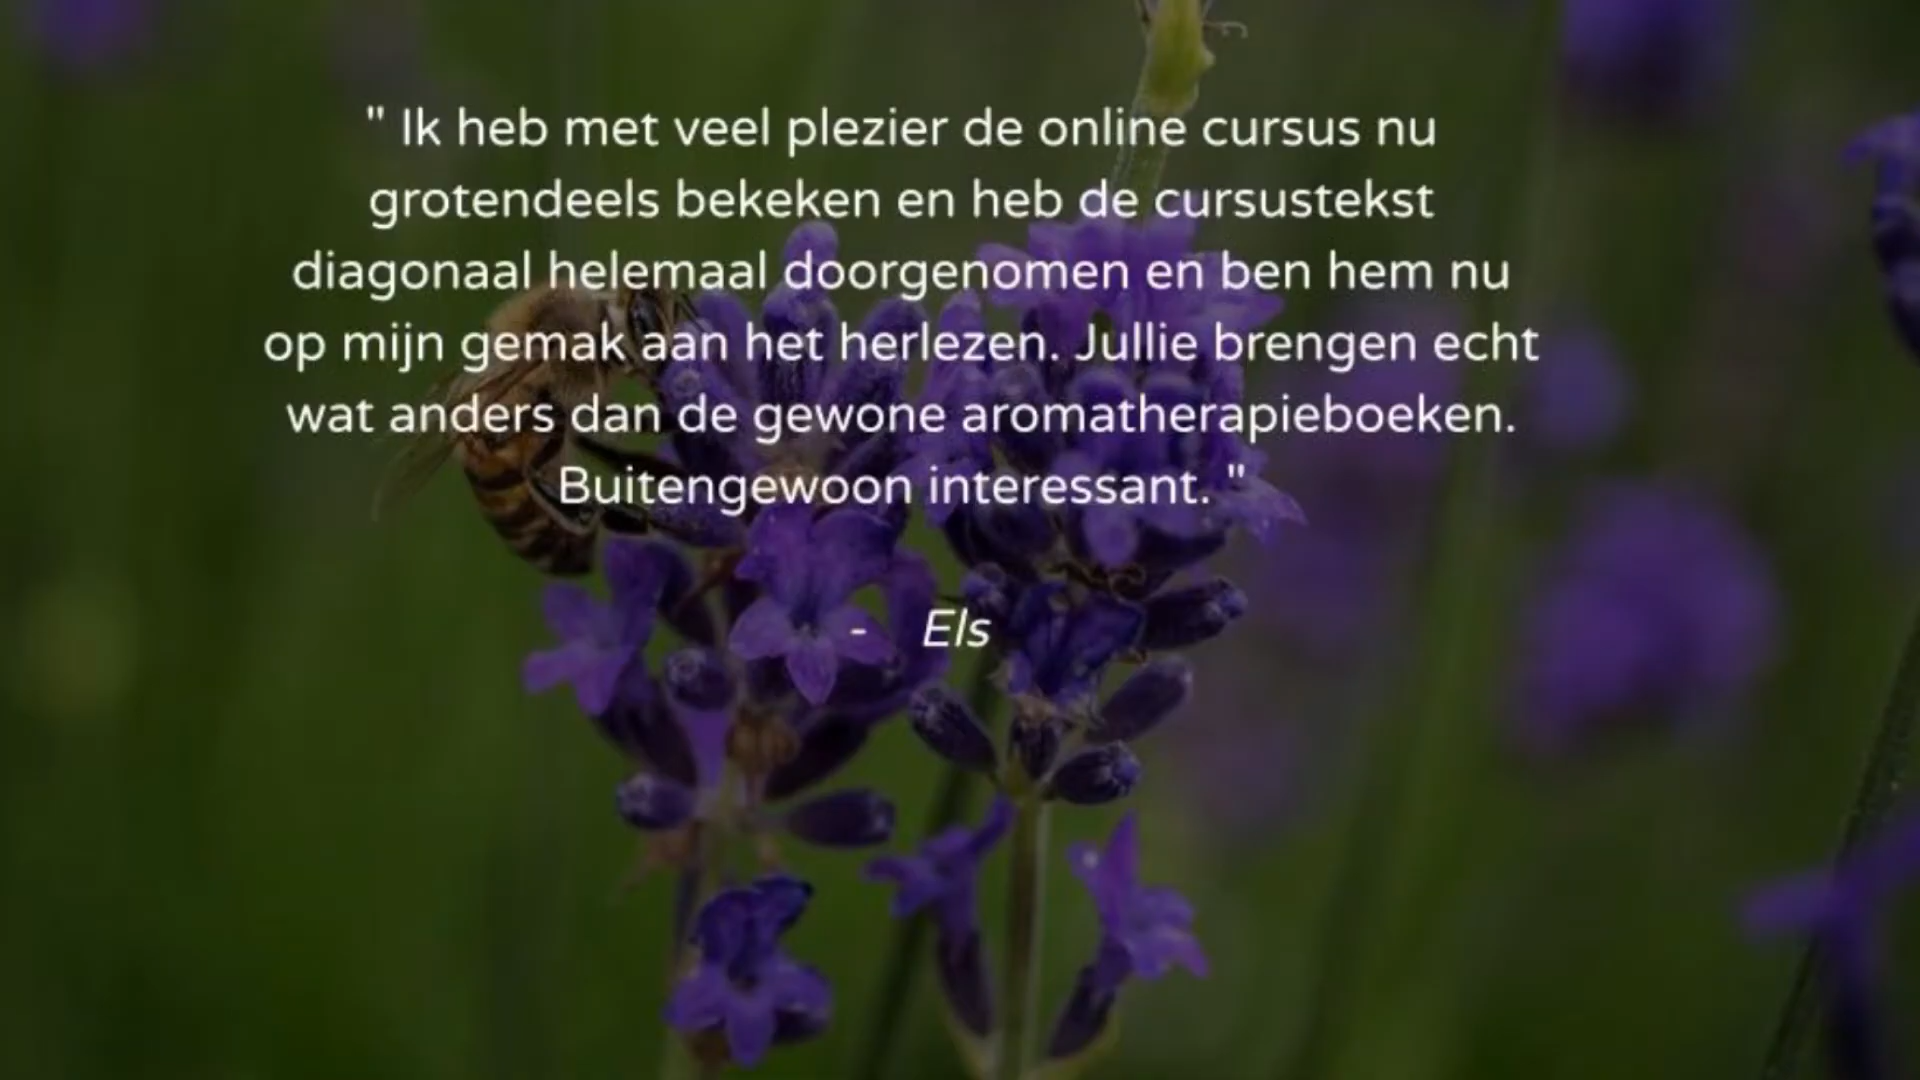 " Ik heb met veel plezier de online cursus nu
grotendeels bekeken en heb de cursustekst
diagonaal helemaal doorgenomen en ben hem nu
op mijn gemak aan het herlezen. Jullie brengen echt
wat anders dan de gewone aromatherapieboeken.
Buitengewoon interessant. "
- Els